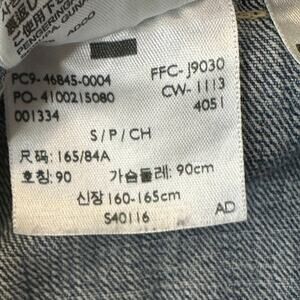 PC9- 46845-0004
FFC- J9030
PO- 4100215080
CW- 1113
001334
4051
S / P / CH
尺码: 165/84A
호칭: 90 가슴둘레: 90cm
신장 160-165cm
S40116
AD